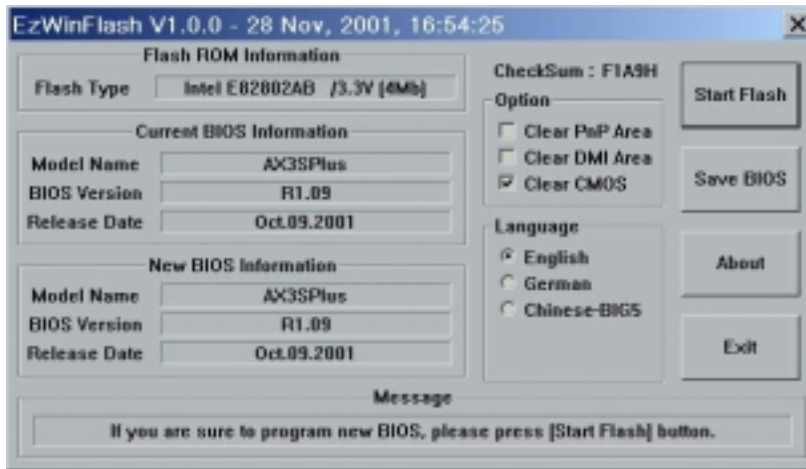 EzWinFlash V1.0.0 - 28 Nov, 2001, 16:54:25
Flash ROM Information
Flash Type Intel E82802AB /3.3V (4Mb)
Current BIOS Information
Model Name AX3SPlus
BIOS Version R1.09
Release Date Oct.09.2001
New BIOS Information
Model Name AX3SPlus
BIOS Version R1.09
Release Date Oct.09.2001
CheckSum : F1A9H
Option
Clear PnP Area
Clear DMI Area
Clear CMOS
Language
English
German
Chinese-BIG5
Start Flash
Save BIOS
About
Exit
Message
If you are sure to program new BIOS, please press [Start Flash] button.